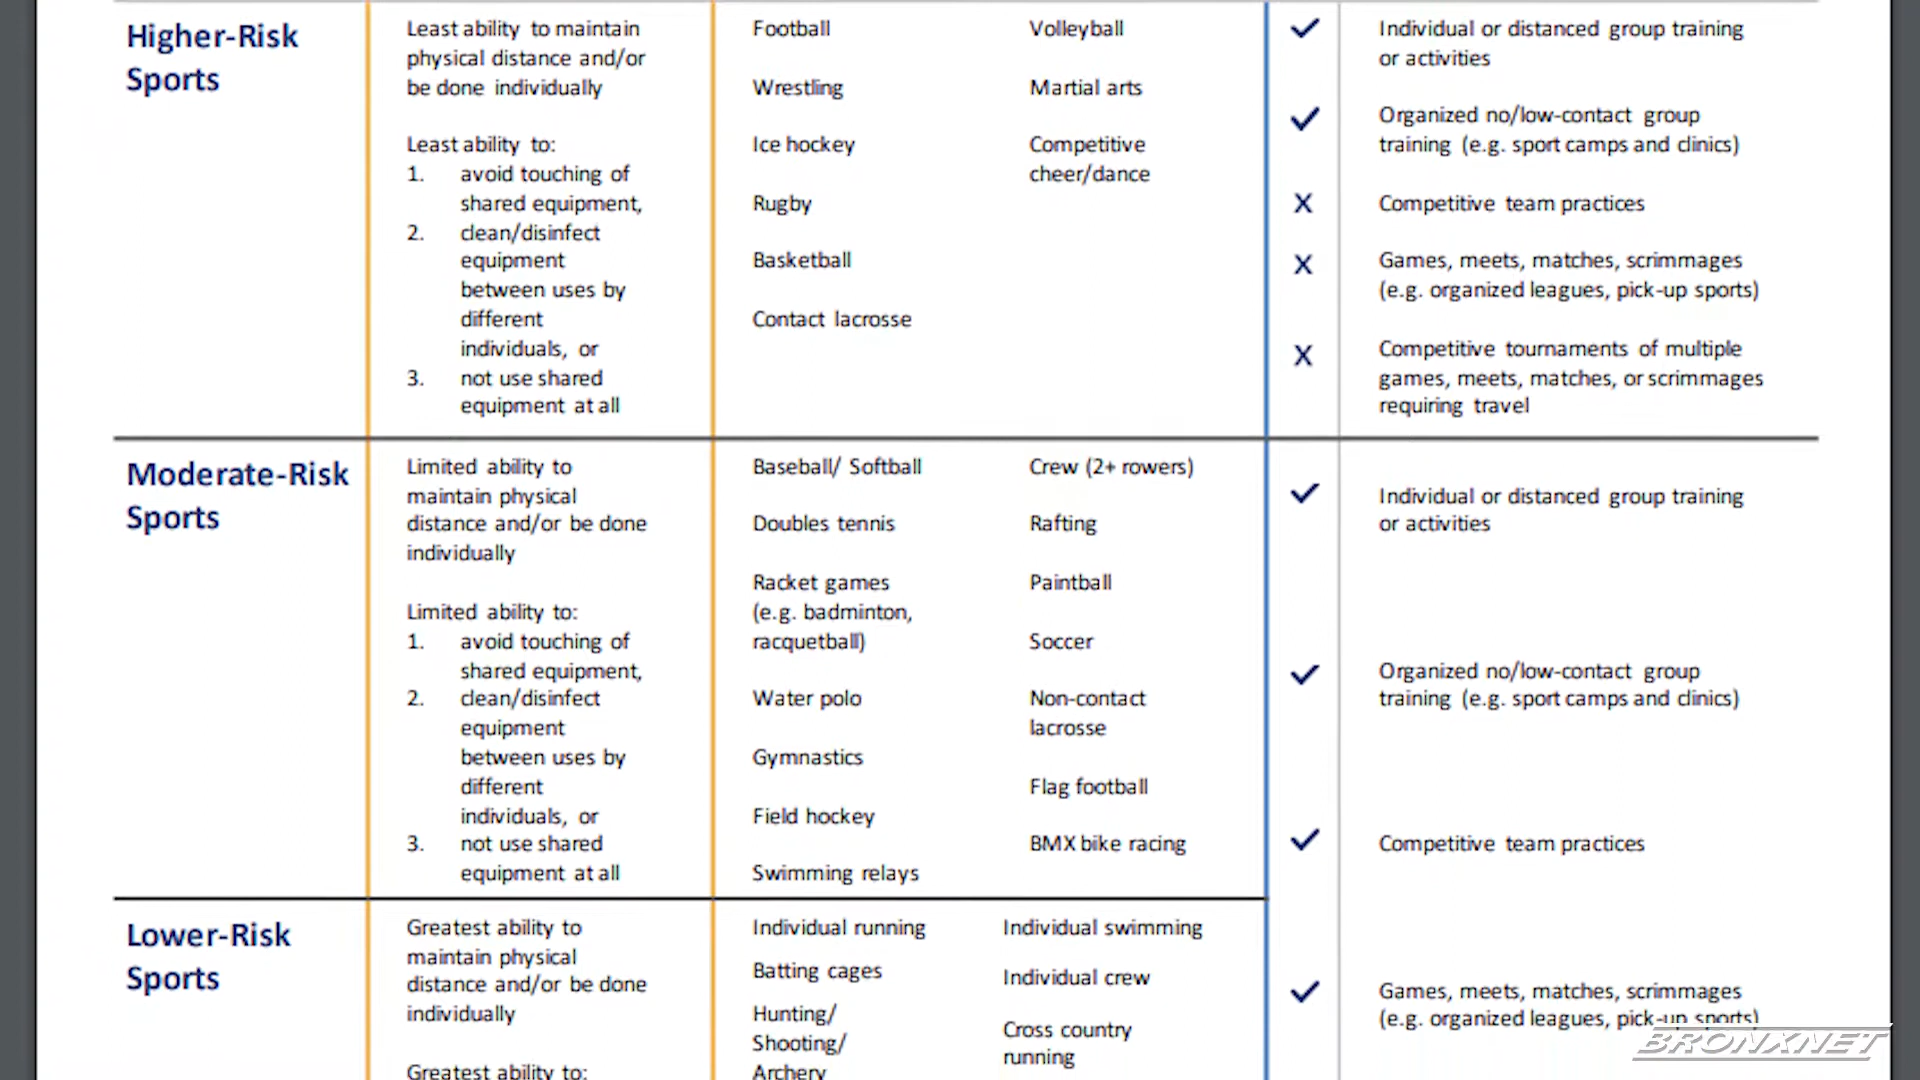 Higher-Risk
Sports
Least ability to maintain
physical distance and/or
be done individually
Least ability to:
1. avoid touching of
shared equipment,
2. clean/disinfect
equipment
between uses by
different
individuals, or
3. not use shared
equipment at all
Football
Wrestling
Ice hockey
Rugby
Basketball
Contact lacrosse
Volleyball
Martial arts
Competitive
cheer/dance
✓ Individual or distanced group training
or activities
✓ Organized no/low-contact group
training (e.g. sport camps and clinics)
X Competitive team practices
X Games, meets, matches, scrimmages
(e.g. organized leagues, pick-up sports)
X Competitive tournaments of multiple
games, meets, matches, or scrimmages
requiring travel
Moderate-Risk
Sports
Limited ability to
maintain physical
distance and/or be done
individually
Limited ability to:
1. avoid touching of
shared equipment,
2. clean/disinfect
equipment
between uses by
different
individuals, or
3. not use shared
equipment at all
Baseball/ Softball
Doubles tennis
Racket games
(e.g. badminton,
racquetball)
Water polo
Gymnastics
Field hockey
Swimming relays
Crew (2+ rowers)
Rafting
Paintball
Soccer
Non-contact
lacrosse
Flag football
BMX bike racing
✓ Individual or distanced group training
or activities
✓ Organized no/low-contact group
training (e.g. sport camps and clinics)
✓ Competitive team practices
Lower-Risk
Sports
Greatest ability to
maintain physical
distance and/or be done
individually
Greatest ability to:
Individual running
Batting cages
Hunting/
Shooting/
Archery
Individual swimming
Individual crew
Cross country
running
✓ Games, meets, matches, scrimmages
(e.g. organized leagues, pick-up sports)
BRONXNET